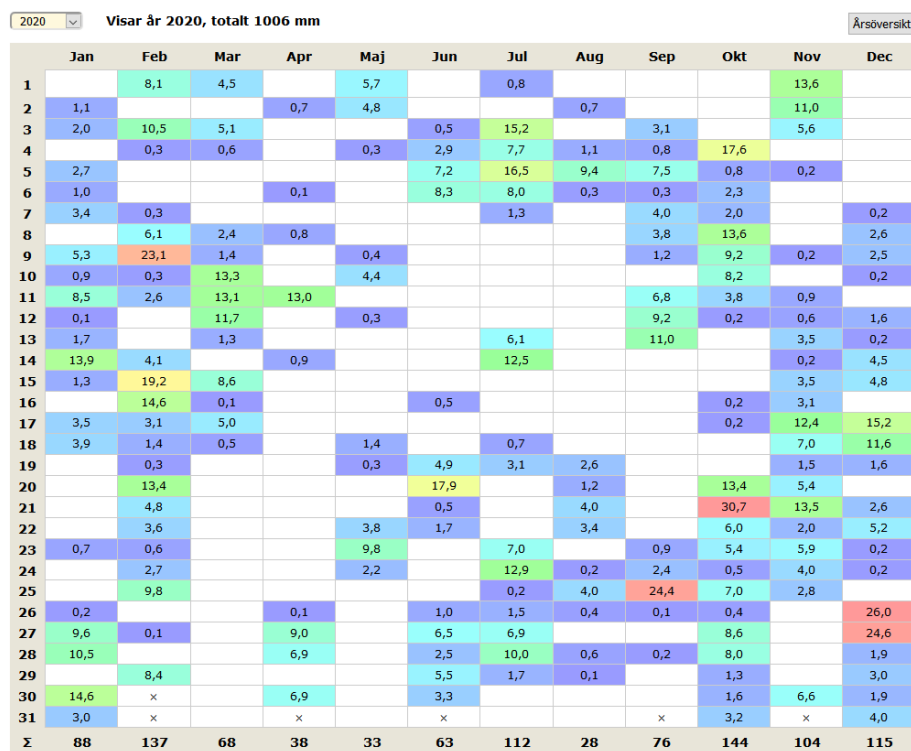 2020 Visar år 2020, totalt 1006 mm Årsöversikt
Jan Feb Mar Apr Maj Jun Jul Aug Sep Okt Nov Dec
1 8,1 4,5 5,7 0,8 13,6
2 1,1 0,7 4,8 0,7 11,0
3 2,0 10,5 5,1 0,5 15,2 3,1 5,6
4 0,3 0,6 0,3 2,9 7,7 1,1 0,8 17,6
5 2,7 7,2 16,5 9,4 7,5 0,8 0,2
6 1,0 0,1 8,3 8,0 0,3 0,3 2,3
7 3,4 0,3 1,3 4,0 2,0 0,2
8 6,1 2,4 0,8 3,8 13,6 2,6
9 5,3 23,1 1,4 0,4 1,2 9,2 0,2 2,5
10 0,9 0,3 13,3 4,4 8,2 0,2
11 8,5 2,6 13,1 13,0 6,8 3,8 0,9
12 0,1 11,7 0,3 9,2 0,2 0,6 1,6
13 1,7 1,3 6,1 11,0 3,5 0,2
14 13,9 4,1 0,9 12,5 0,2 4,5
15 1,3 19,2 8,6 3,5 4,8
16 14,6 0,1 0,5 0,2 3,1
17 3,5 3,1 5,0 0,2 12,4 15,2
18 3,9 1,4 0,5 1,4 0,7 7,0 11,6
19 0,3 0,3 4,9 3,1 2,6 1,5 1,6
20 13,4 17,9 1,2 13,4 5,4
21 4,8 0,5 4,0 30,7 13,5 2,6
22 3,6 3,8 1,7 3,4 6,0 2,0 5,2
23 0,7 0,6 9,8 7,0 0,9 5,4 5,9 0,2
24 2,7 2,2 12,9 0,2 2,4 0,5 4,0 0,2
25 9,8 0,2 4,0 24,4 7,0 2,8
26 0,2 0,1 1,0 1,5 0,4 0,1 0,4 26,0
27 9,6 0,1 9,0 6,5 6,9 8,6 24,6
28 10,5 6,9 2,5 10,0 0,6 0,2 8,0 1,9
29 8,4 5,5 1,7 0,1 1,3 3,0
30 14,6 × 6,9 3,3 1,6 6,6 1,9
31 3,0 × × × × 3,2 × 4,0
Σ 88 137 68 38 33 63 112 28 76 144 104 115